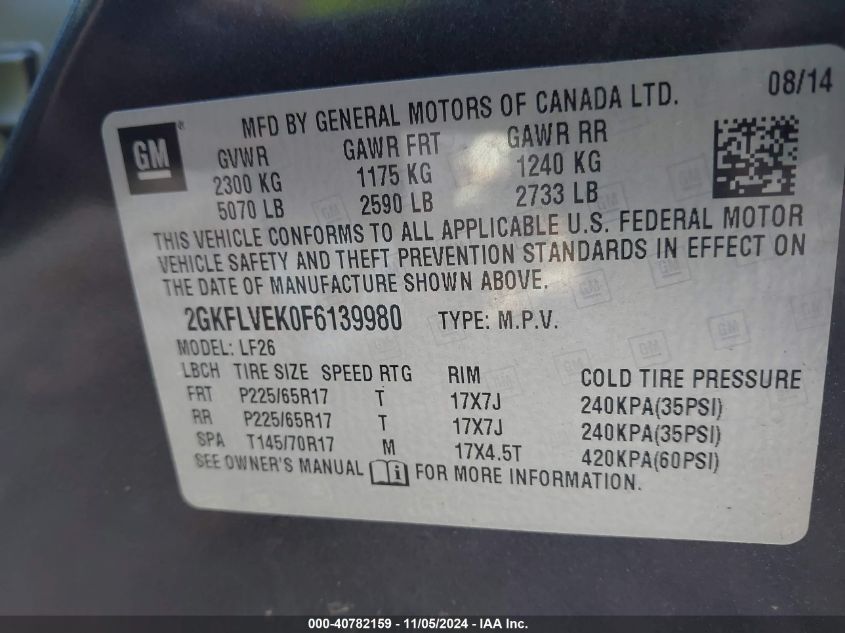 08/14
MFD BY GENERAL MOTORS OF CANADA LTD.
GM®
GVWR GAWR FRT GAWR RR
2300 KG 1175 KG 1240 KG
5070 LB 2590 LB 2733 LB
THIS VEHICLE CONFORMS TO ALL APPLICABLE U.S. FEDERAL MOTOR
VEHICLE SAFETY AND THEFT PREVENTION STANDARDS IN EFFECT ON
THE DATE OF MANUFACTURE SHOWN ABOVE.
2GKFLVEK0F6139980 TYPE: M.P.V.
MODEL: LF26
LBCH TIRE SIZE SPEED RTG RIM COLD TIRE PRESSURE
FRT P225/65R17 T 17X7J 240KPA(35PSI)
RR P225/65R17 T 17X7J 240KPA(35PSI)
SPA T145/70R17 M 17X4.5T 420KPA(60PSI)
SEE OWNER'S MANUAL i FOR MORE INFORMATION.
000-40782159 - 11/05/2024 - IAA Inc.